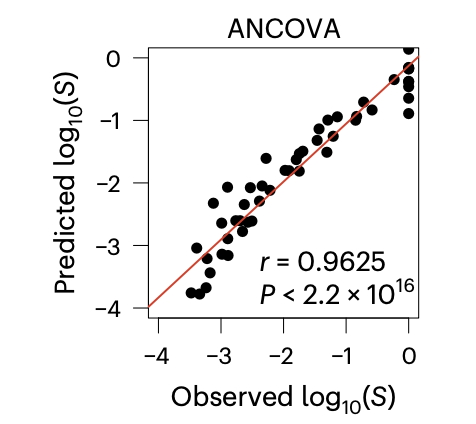 ANCOVA
Predicted log₁₀(S)
0
−1
−2
−3
−4
r = 0.9625
P < 2.2 × 10¹⁶
−4 −3 −2 −1 0
Observed log₁₀(S)